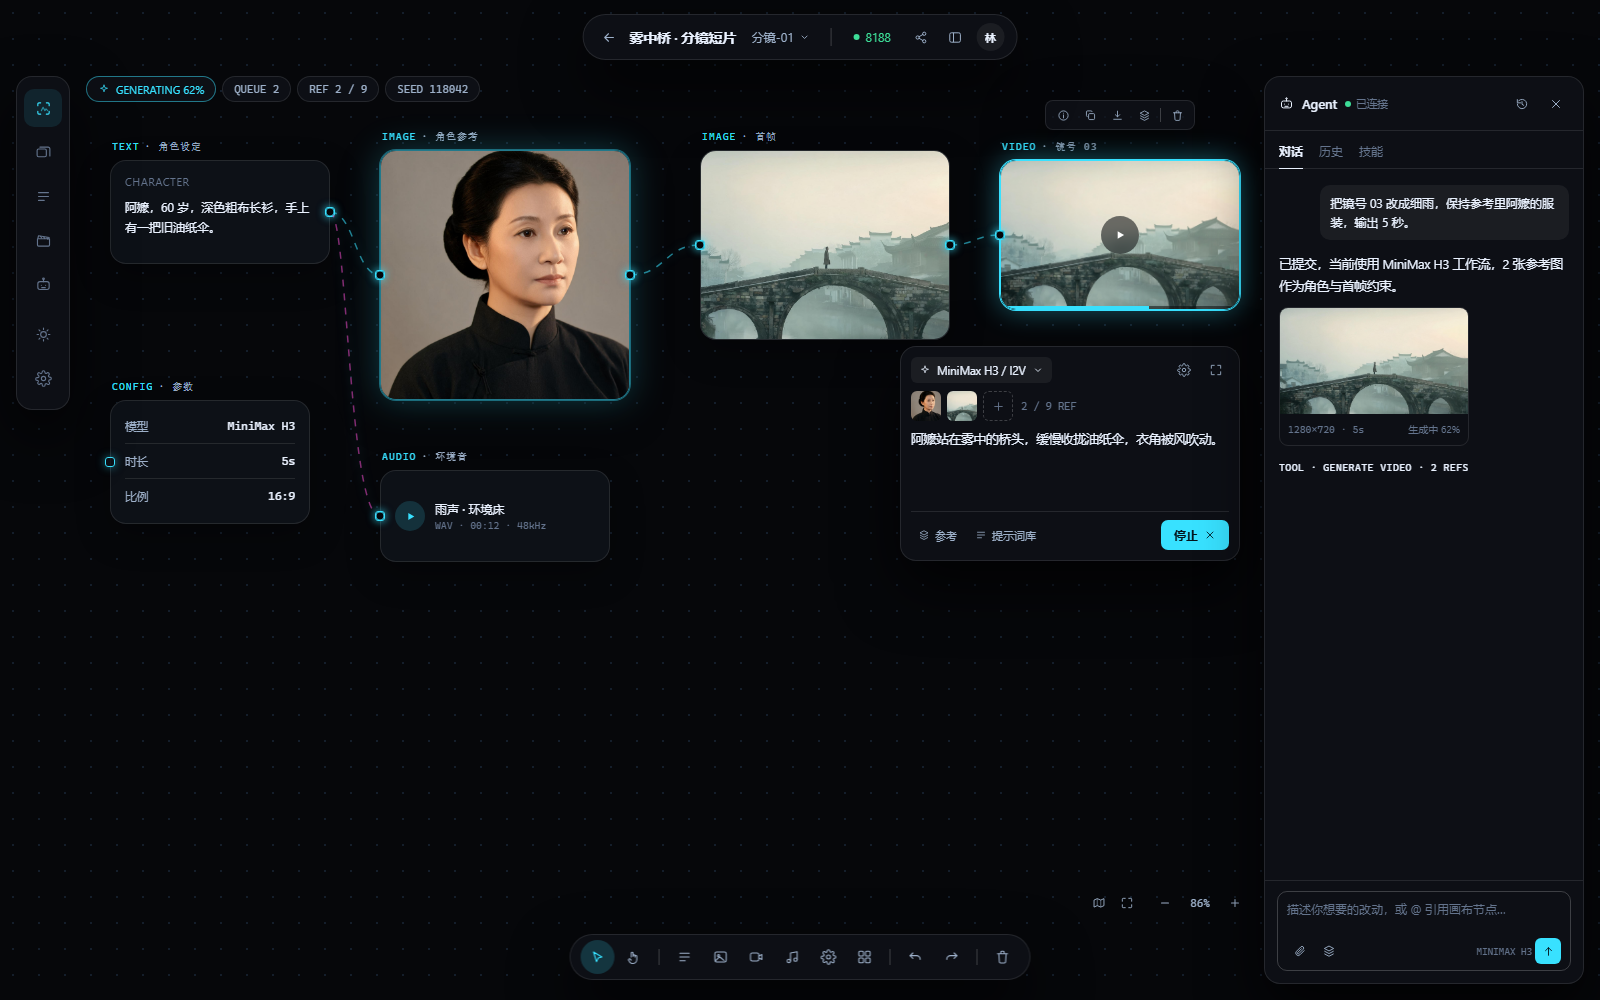 雾中桥 · 分镜短片
分镜-01
8188
林
GENERATING 62%
QUEUE 2
REF 2 / 9
SEED 118042
TEXT · 角色设定
CHARACTER
阿嬷，60 岁，深色粗布长衫，手上
有一把旧油纸伞。
IMAGE · 角色参考
IMAGE · 首帧
VIDEO · 镜号 03
CONFIG · 参数
模型 MiniMax H3
时长 5s
比例 16:9
AUDIO · 环境音
雨声 · 环境床
WAV · 00:12 · 48kHz
MiniMax H3 / I2V
2 / 9 REF
阿嬷站在雾中的桥头，缓慢收拢油纸伞，衣角被风吹动。
参考
提示词库
停止
86%
Agent
已连接
对话 历史 技能
把镜号 03 改成细雨，保持参考里阿嬷的服
装，输出 5 秒。
已提交，当前使用 MiniMax H3 工作流，2 张参考图
作为角色与首帧约束。
1280×720 · 5s 生成中 62%
TOOL · GENERATE VIDEO · 2 REFS
描述你想要的改动，或 @ 引用画布节点...
MINIMAX H3